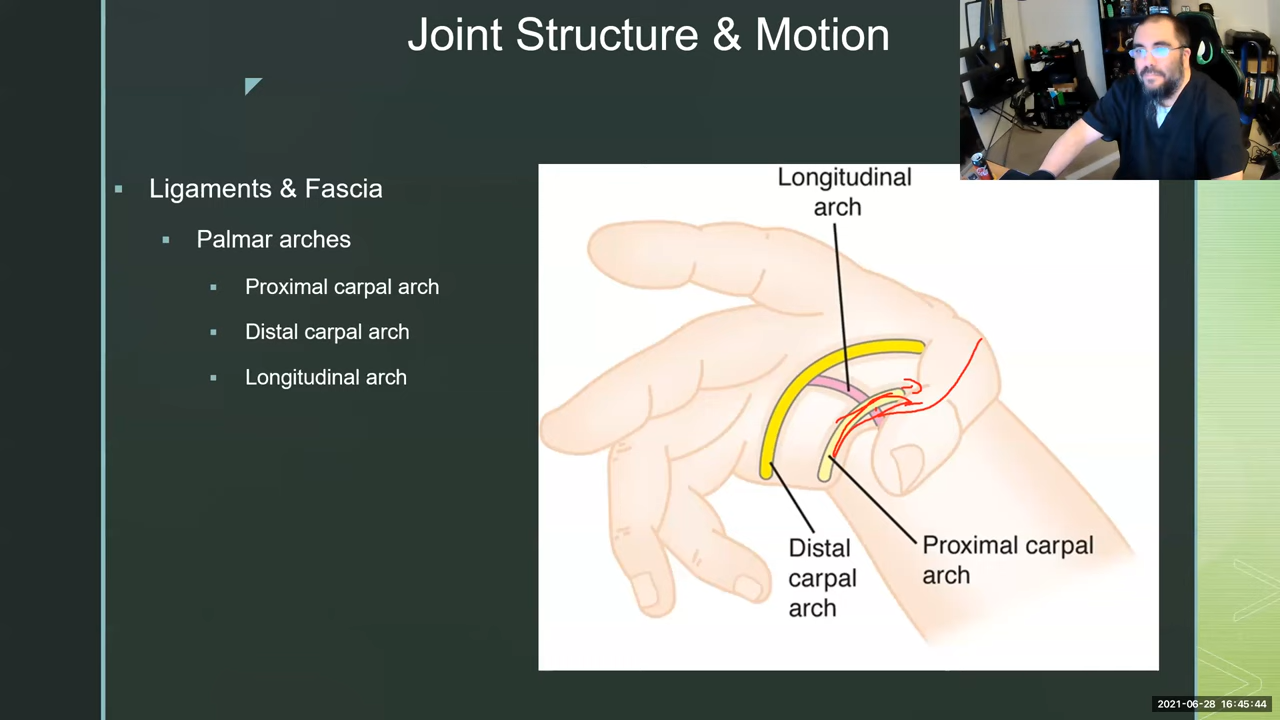 Joint Structure & Motion
Ligaments & Fascia
Palmar arches
Proximal carpal arch
Distal carpal arch
Longitudinal arch
Longitudinal
arch
Distal
carpal
arch
Proximal carpal
arch
2021-06-28 16:45:44